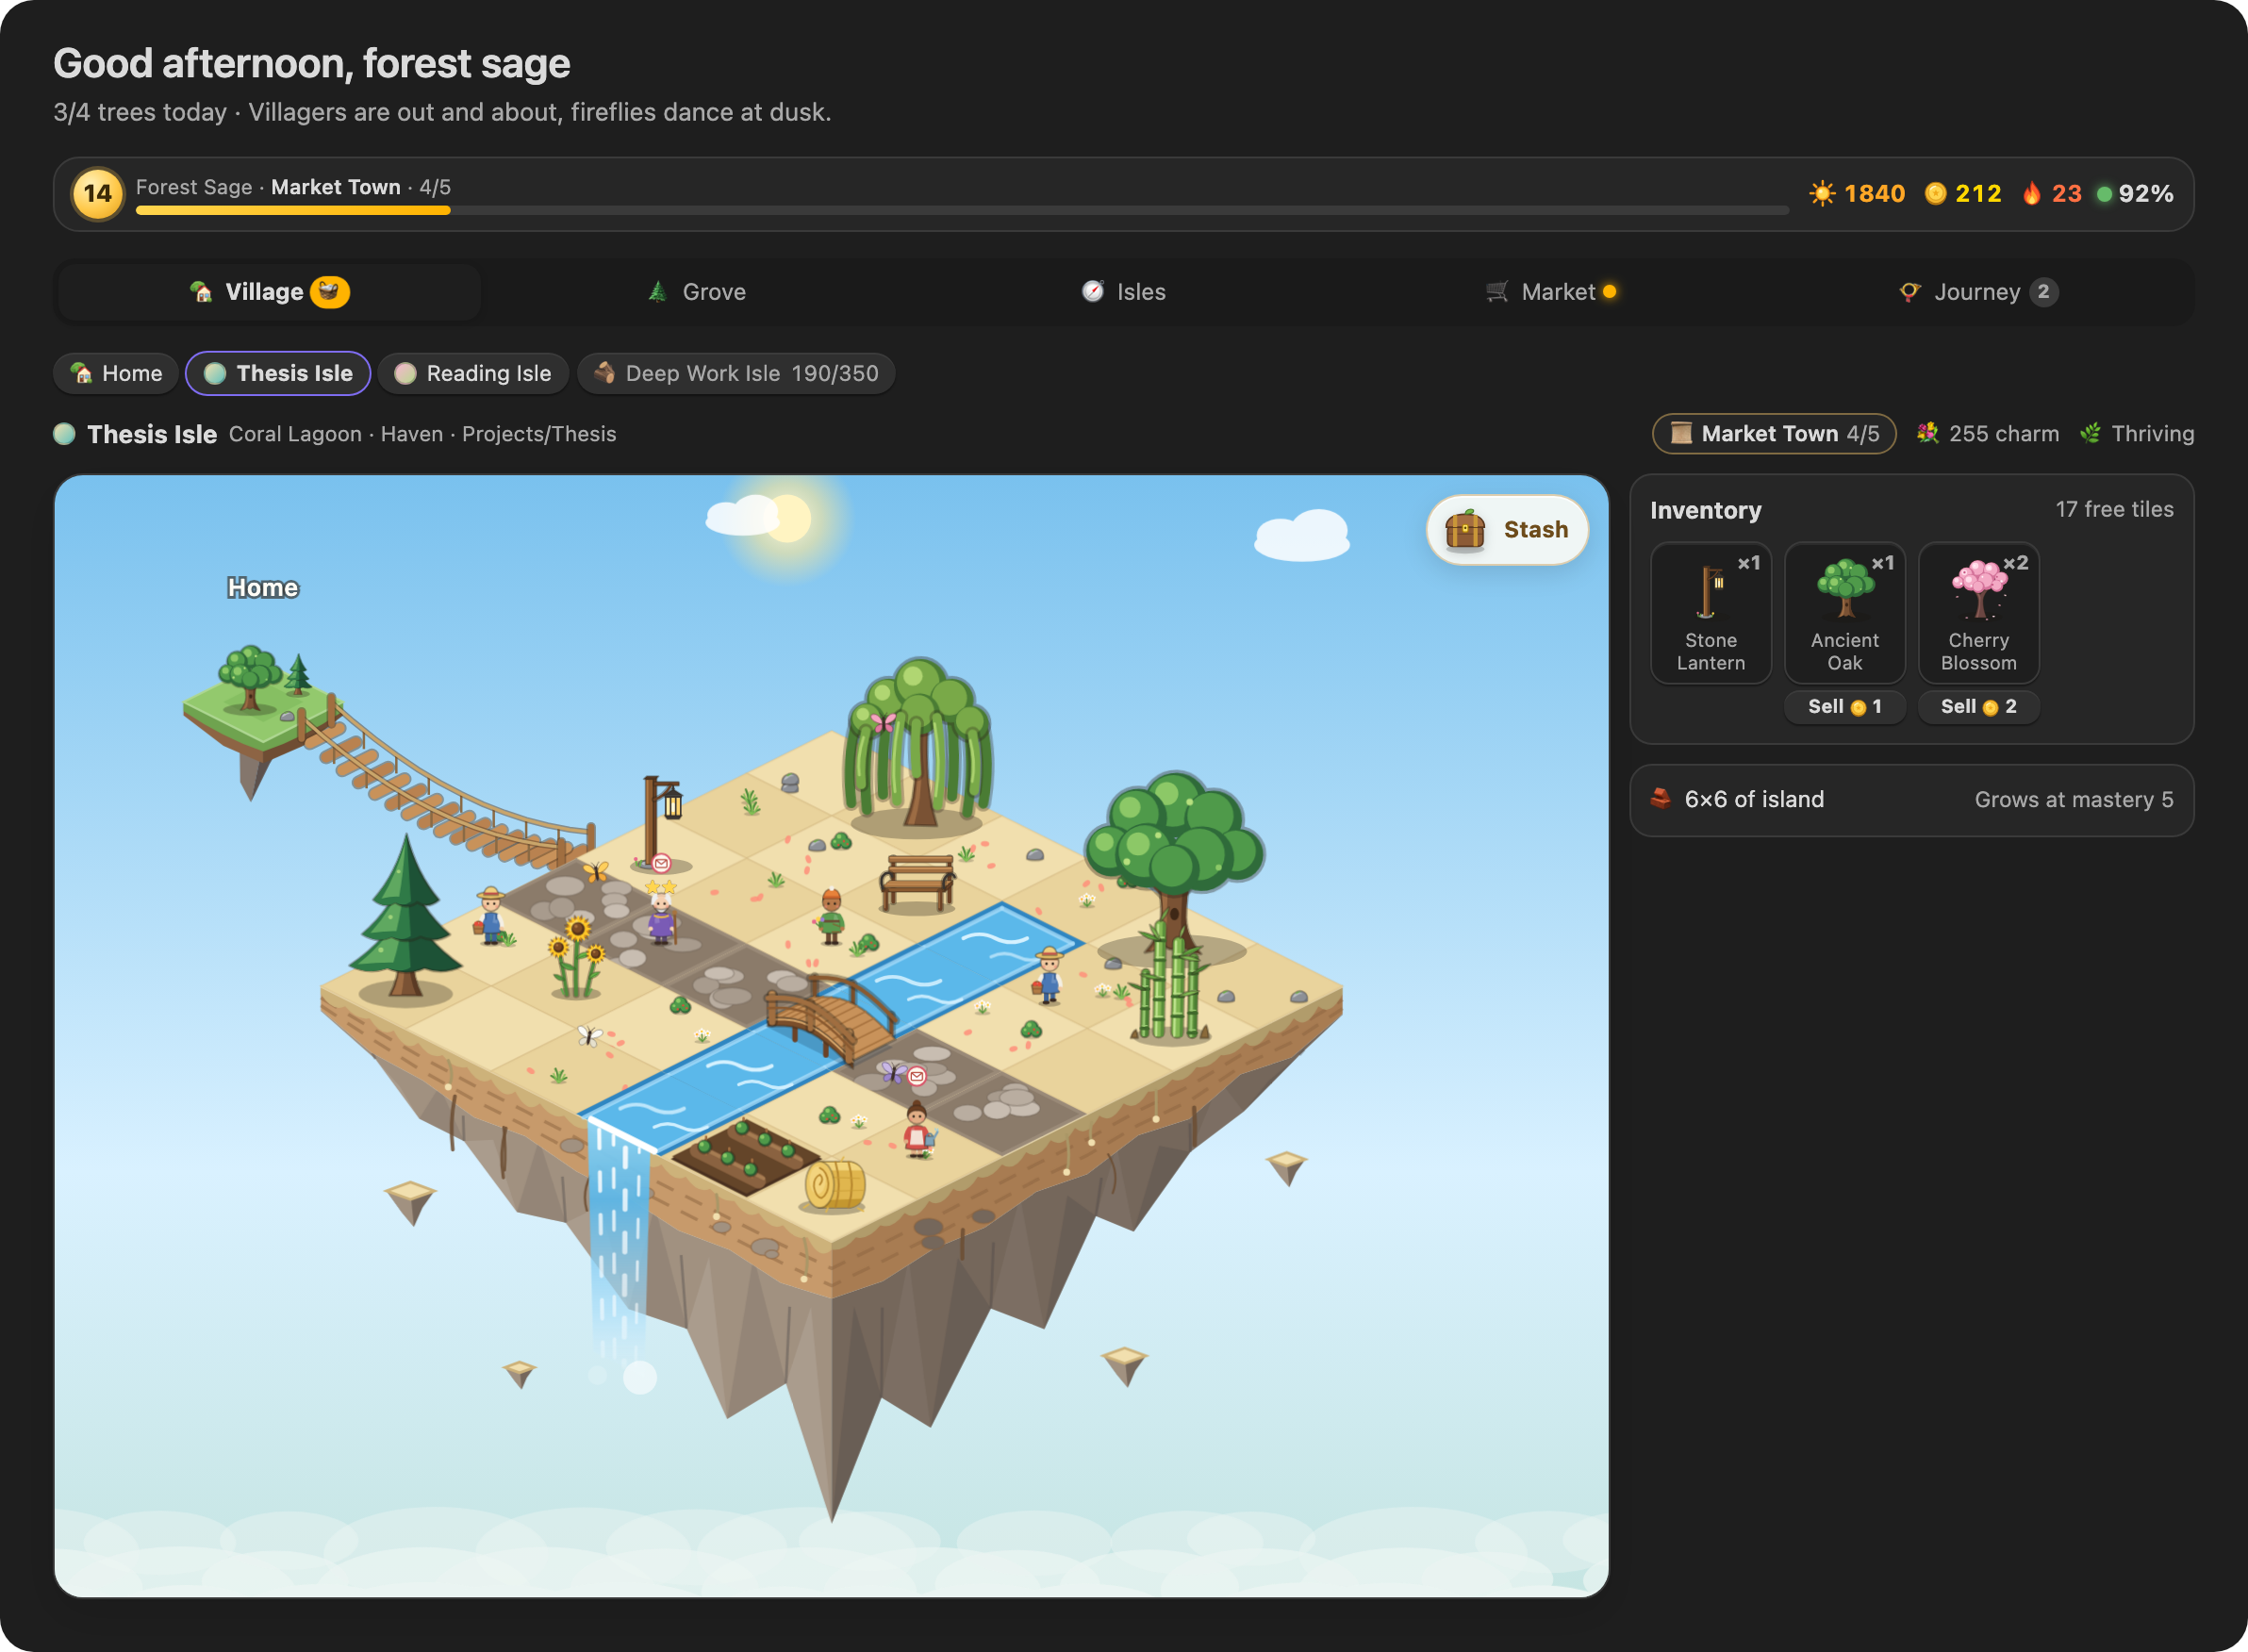 Good afternoon, forest sage
3/4 trees today · Villagers are out and about, fireflies dance at dusk.
14
Forest Sage · Market Town · 4/5
1840
212
23
92%
Village
Grove
Isles
Market
Journey 2
Home
Thesis Isle
Reading Isle
Deep Work Isle 190/350
Thesis Isle Coral Lagoon · Haven · Projects/Thesis
Market Town 4/5
255 charm
Thriving
Stash
Home
Inventory
17 free tiles
×1
Stone
Lantern
×1
Ancient
Oak
Sell 1
×2
Cherry
Blossom
Sell 2
6×6 of island
Grows at mastery 5